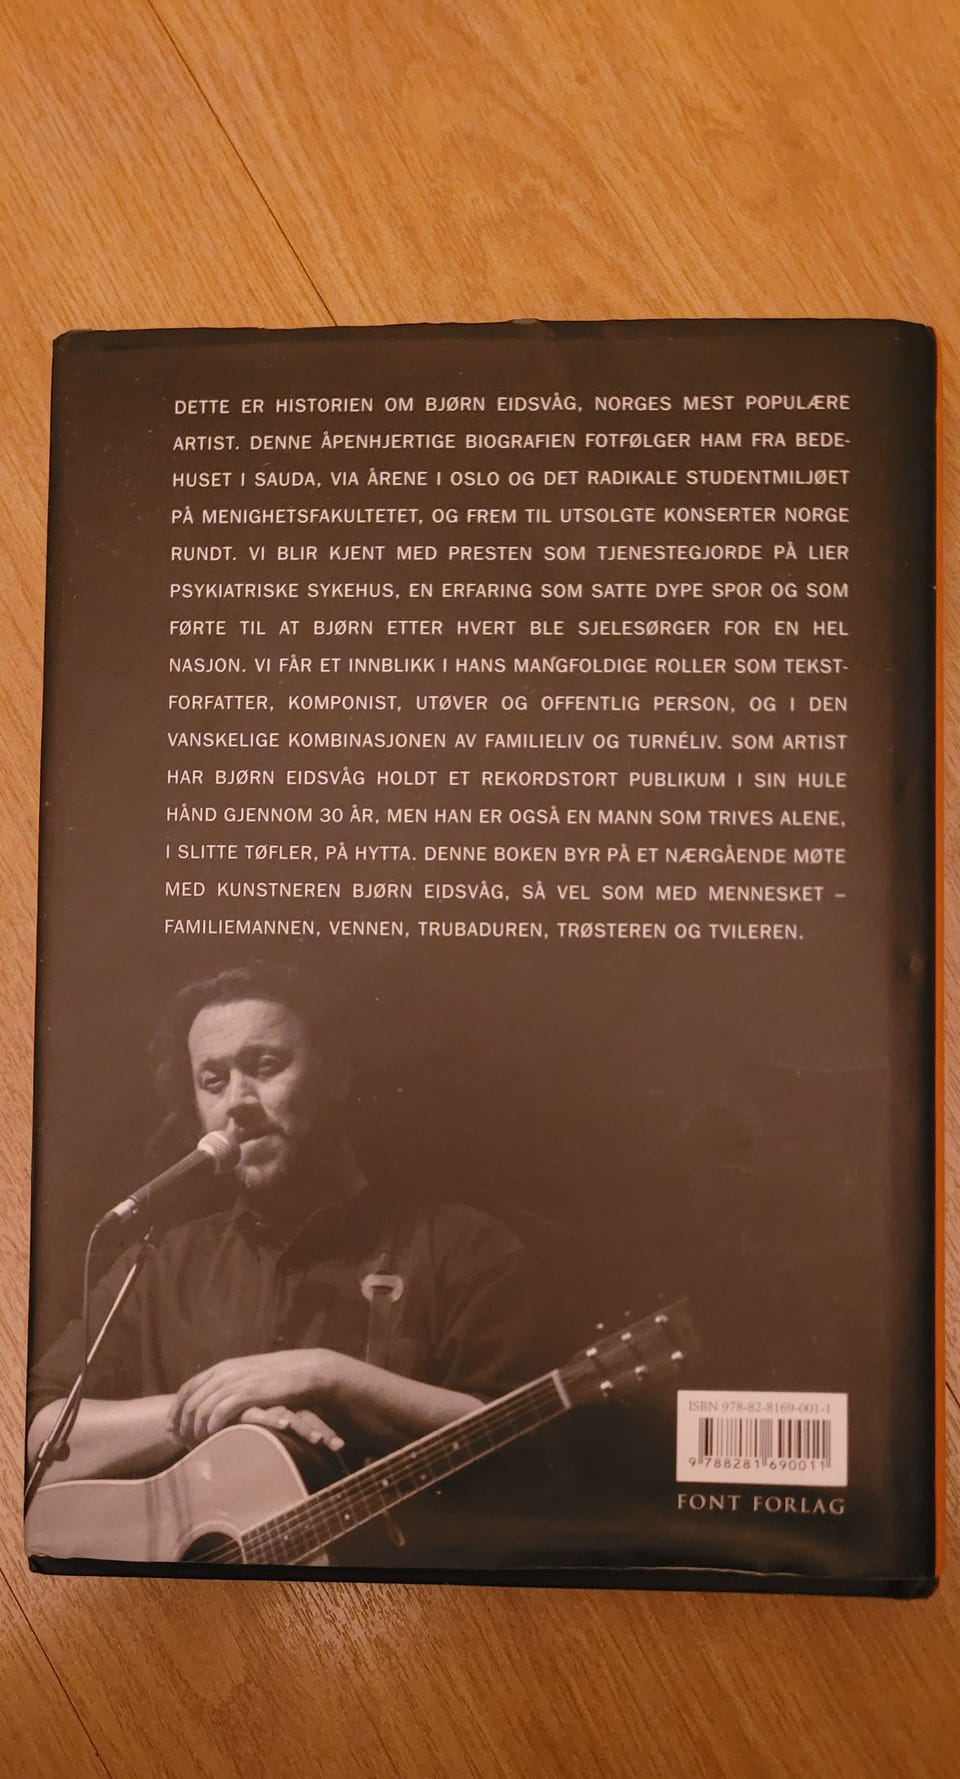 DETTE ER HISTORIEN OM BJØRN EIDSVÅG, NORGES MEST POPULÆRE
ARTIST. DENNE ÅPENHJERTIGE BIOGRAFIEN FOTFØLGER HAM FRA BEDE-
HUSET I SAUDA, VIA ÅRENE I OSLO OG DET RADIKALE STUDENTMILJØET
PÅ MENIGHETSFAKULTETET, OG FREM TIL UTSOLGTE KONSERTER NORGE
RUNDT. VI BLIR KJENT MED PRESTEN SOM TJENESTEGJORDE PÅ LIER
PSYKIATRISKE SYKEHUS, EN ERFARING SOM SATTE DYPE SPOR OG SOM
FØRTE TIL AT BJØRN ETTER HVERT BLE SJELESØRGER FOR EN HEL
NASJON. VI FÅR ET INNBLIKK I HANS MANGFOLDIGE ROLLER SOM TEKST-
FORFATTER, KOMPONIST, UTØVER OG OFFENTLIG PERSON, OG I DEN
VANSKELIGE KOMBINASJONEN AV FAMILIELIV OG TURNÉLIV. SOM ARTIST
HAR BJØRN EIDSVÅG HOLDT ET REKORDSTORT PUBLIKUM I SIN HULE
HÅND GJENNOM 30 ÅR, MEN HAN ER OGSÅ EN MANN SOM TRIVES ALENE,
I SLITTE TØFLER, PÅ HYTTA. DENNE BOKEN BYR PÅ ET NÆRGÅENDE MØTE
MED KUNSTNEREN BJØRN EIDSVÅG, SÅ VEL SOM MED MENNESKET –
FAMILIEMANNEN, VENNEN, TRUBADUREN, TRØSTEREN OG TVILEREN.
ISBN 978-82-8169-001-1
9 788281 690011
FONT FORLAG